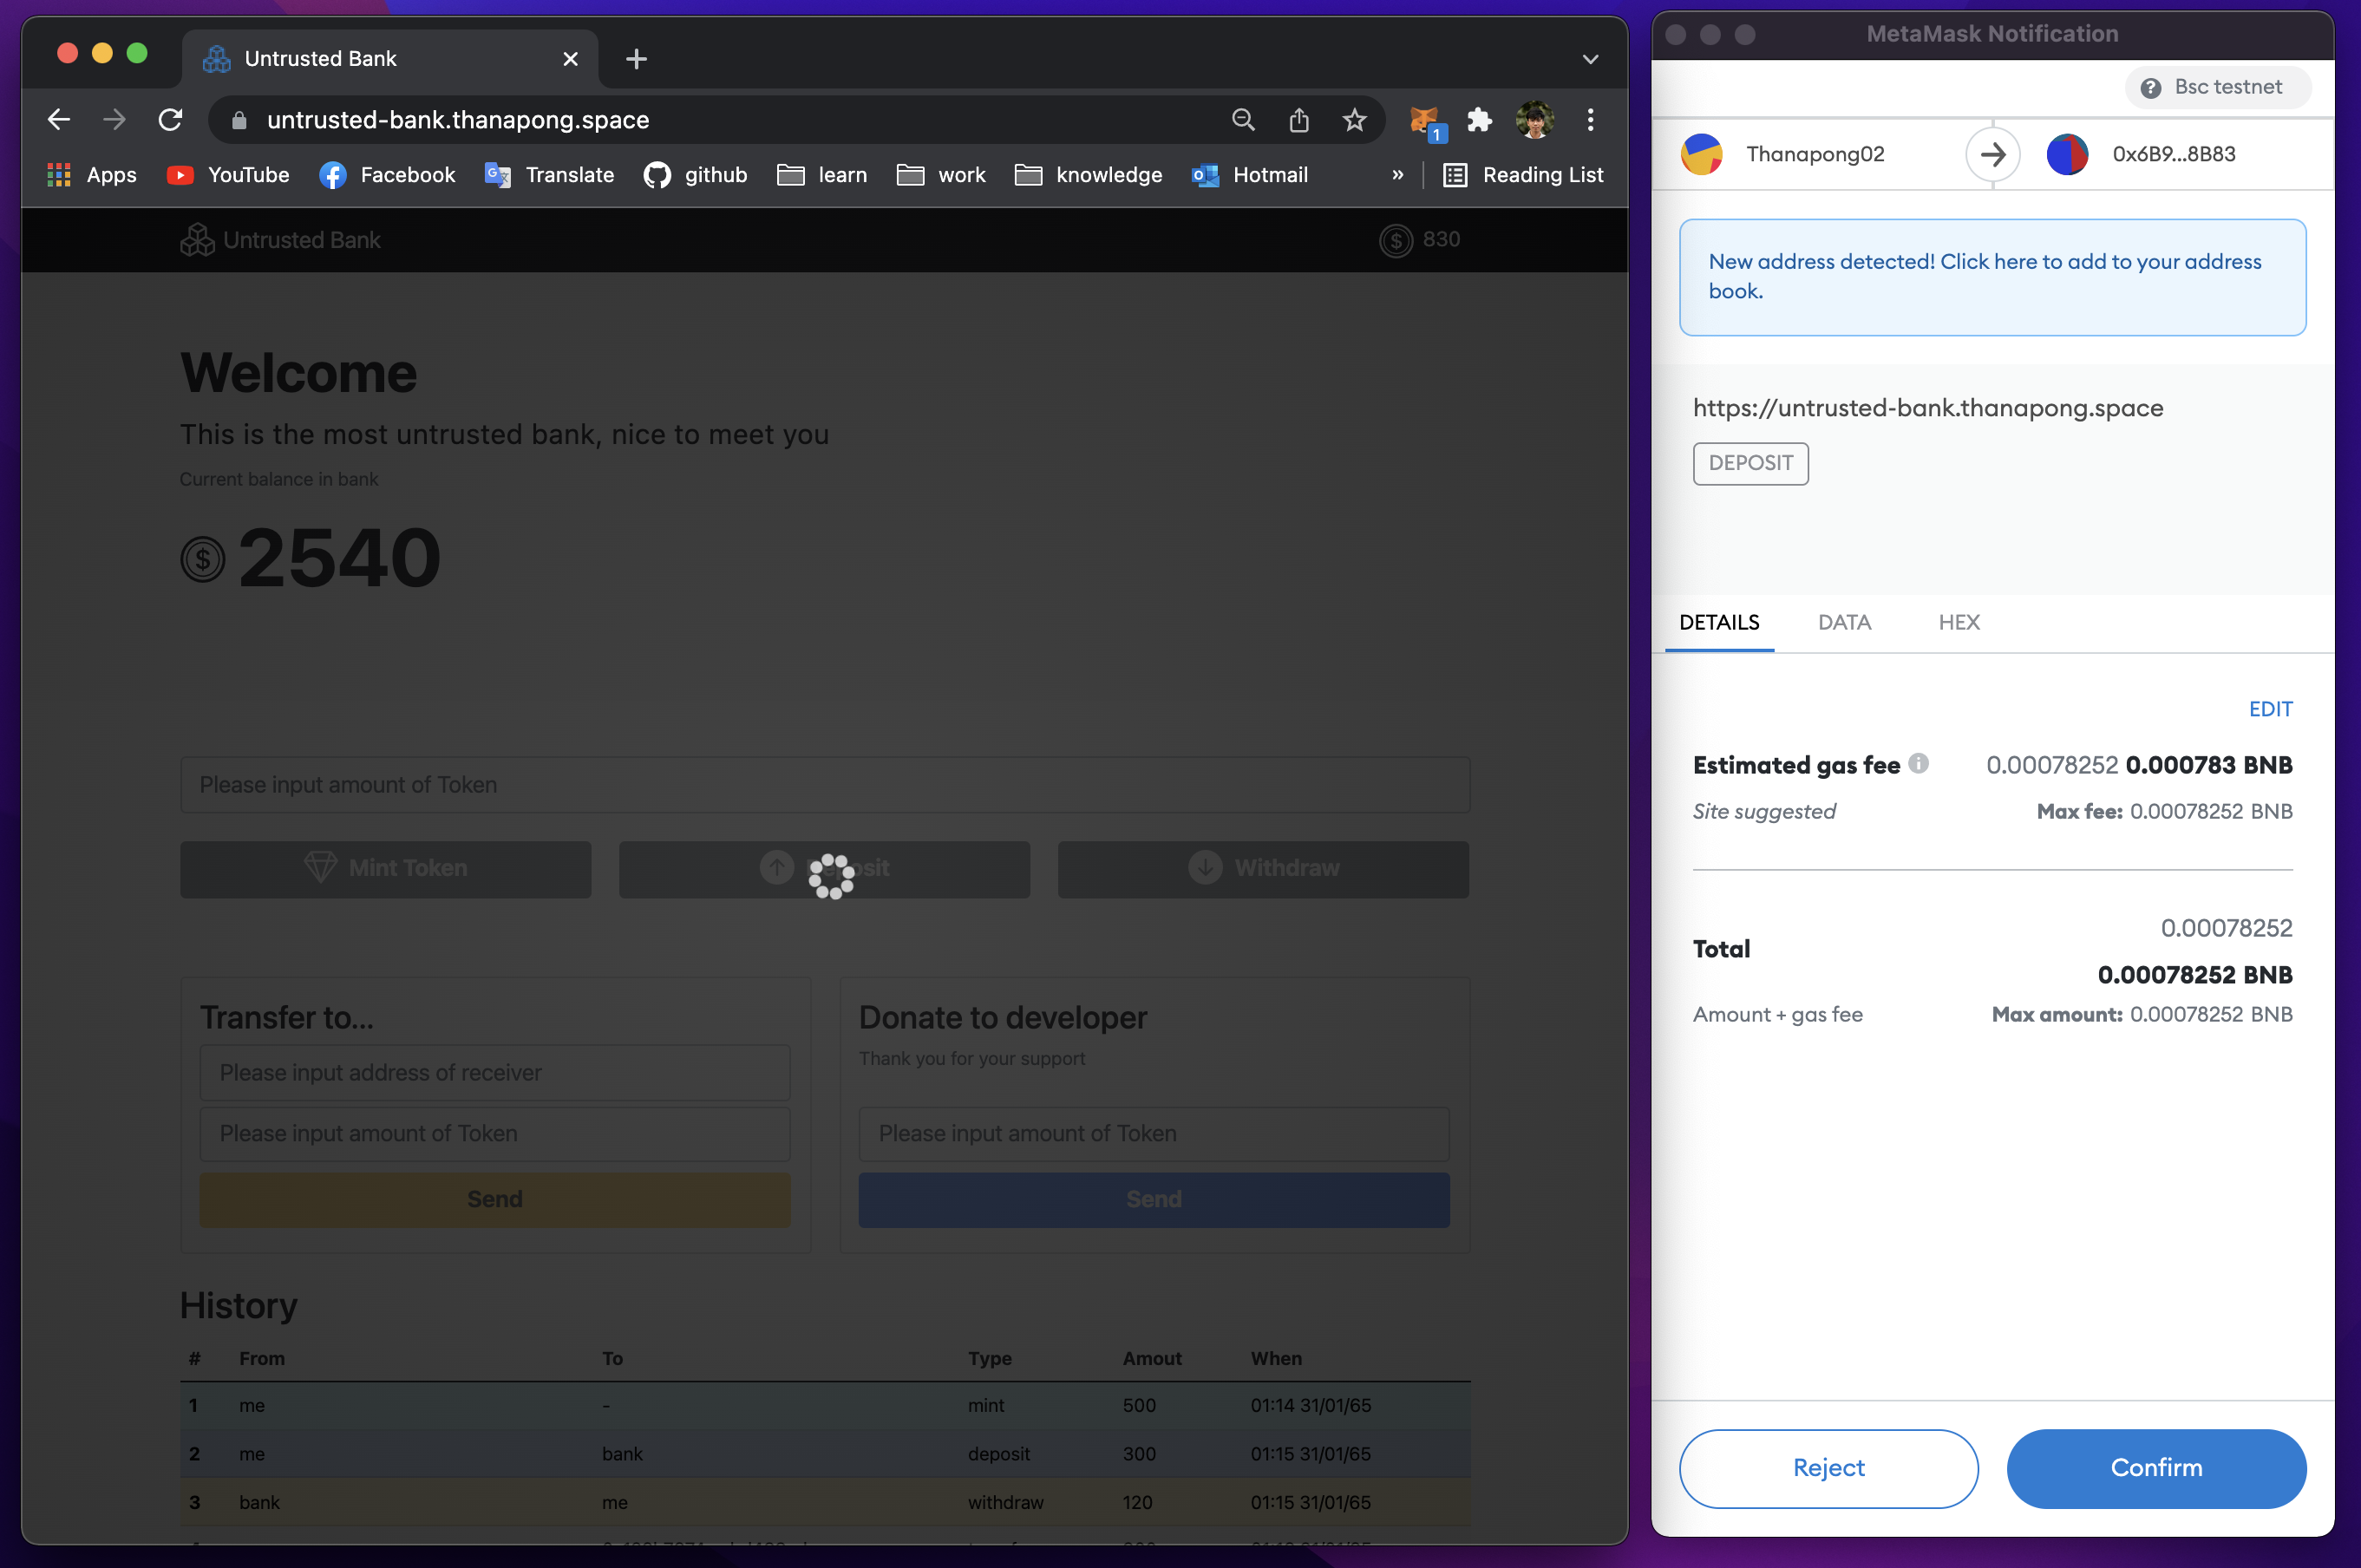 Untrusted Bank
untrusted-bank.thanapong.space
1
Apps YouTube Facebook Translate github learn work knowledge Hotmail » Reading List
Untrusted Bank 830
Welcome
This is the most untrusted bank, nice to meet you
Current balance in bank
2540
Please input amount of Token
Mint Token Withdraw
Transfer to...
Please input address of receiver
Please input amount of Token
Send
Donate to developer
Thank you for your support
Please input amount of Token
Send
History
# From To Type Amout When
1 me - mint 500 01:14 31/01/65
2 me bank deposit 300 01:15 31/01/65
3 bank me withdraw 120 01:15 31/01/65
MetaMask Notification
Bsc testnet
Thanapong02 0x6B9...8B83
New address detected! Click here to add to your address
book.
https://untrusted-bank.thanapong.space
DEPOSIT
DETAILS DATA HEX
EDIT
Estimated gas fee 0.00078252 0.000783 BNB
Site suggested Max fee: 0.00078252 BNB
0.00078252
Total
0.00078252 BNB
Amount + gas fee Max amount: 0.00078252 BNB
Reject Confirm